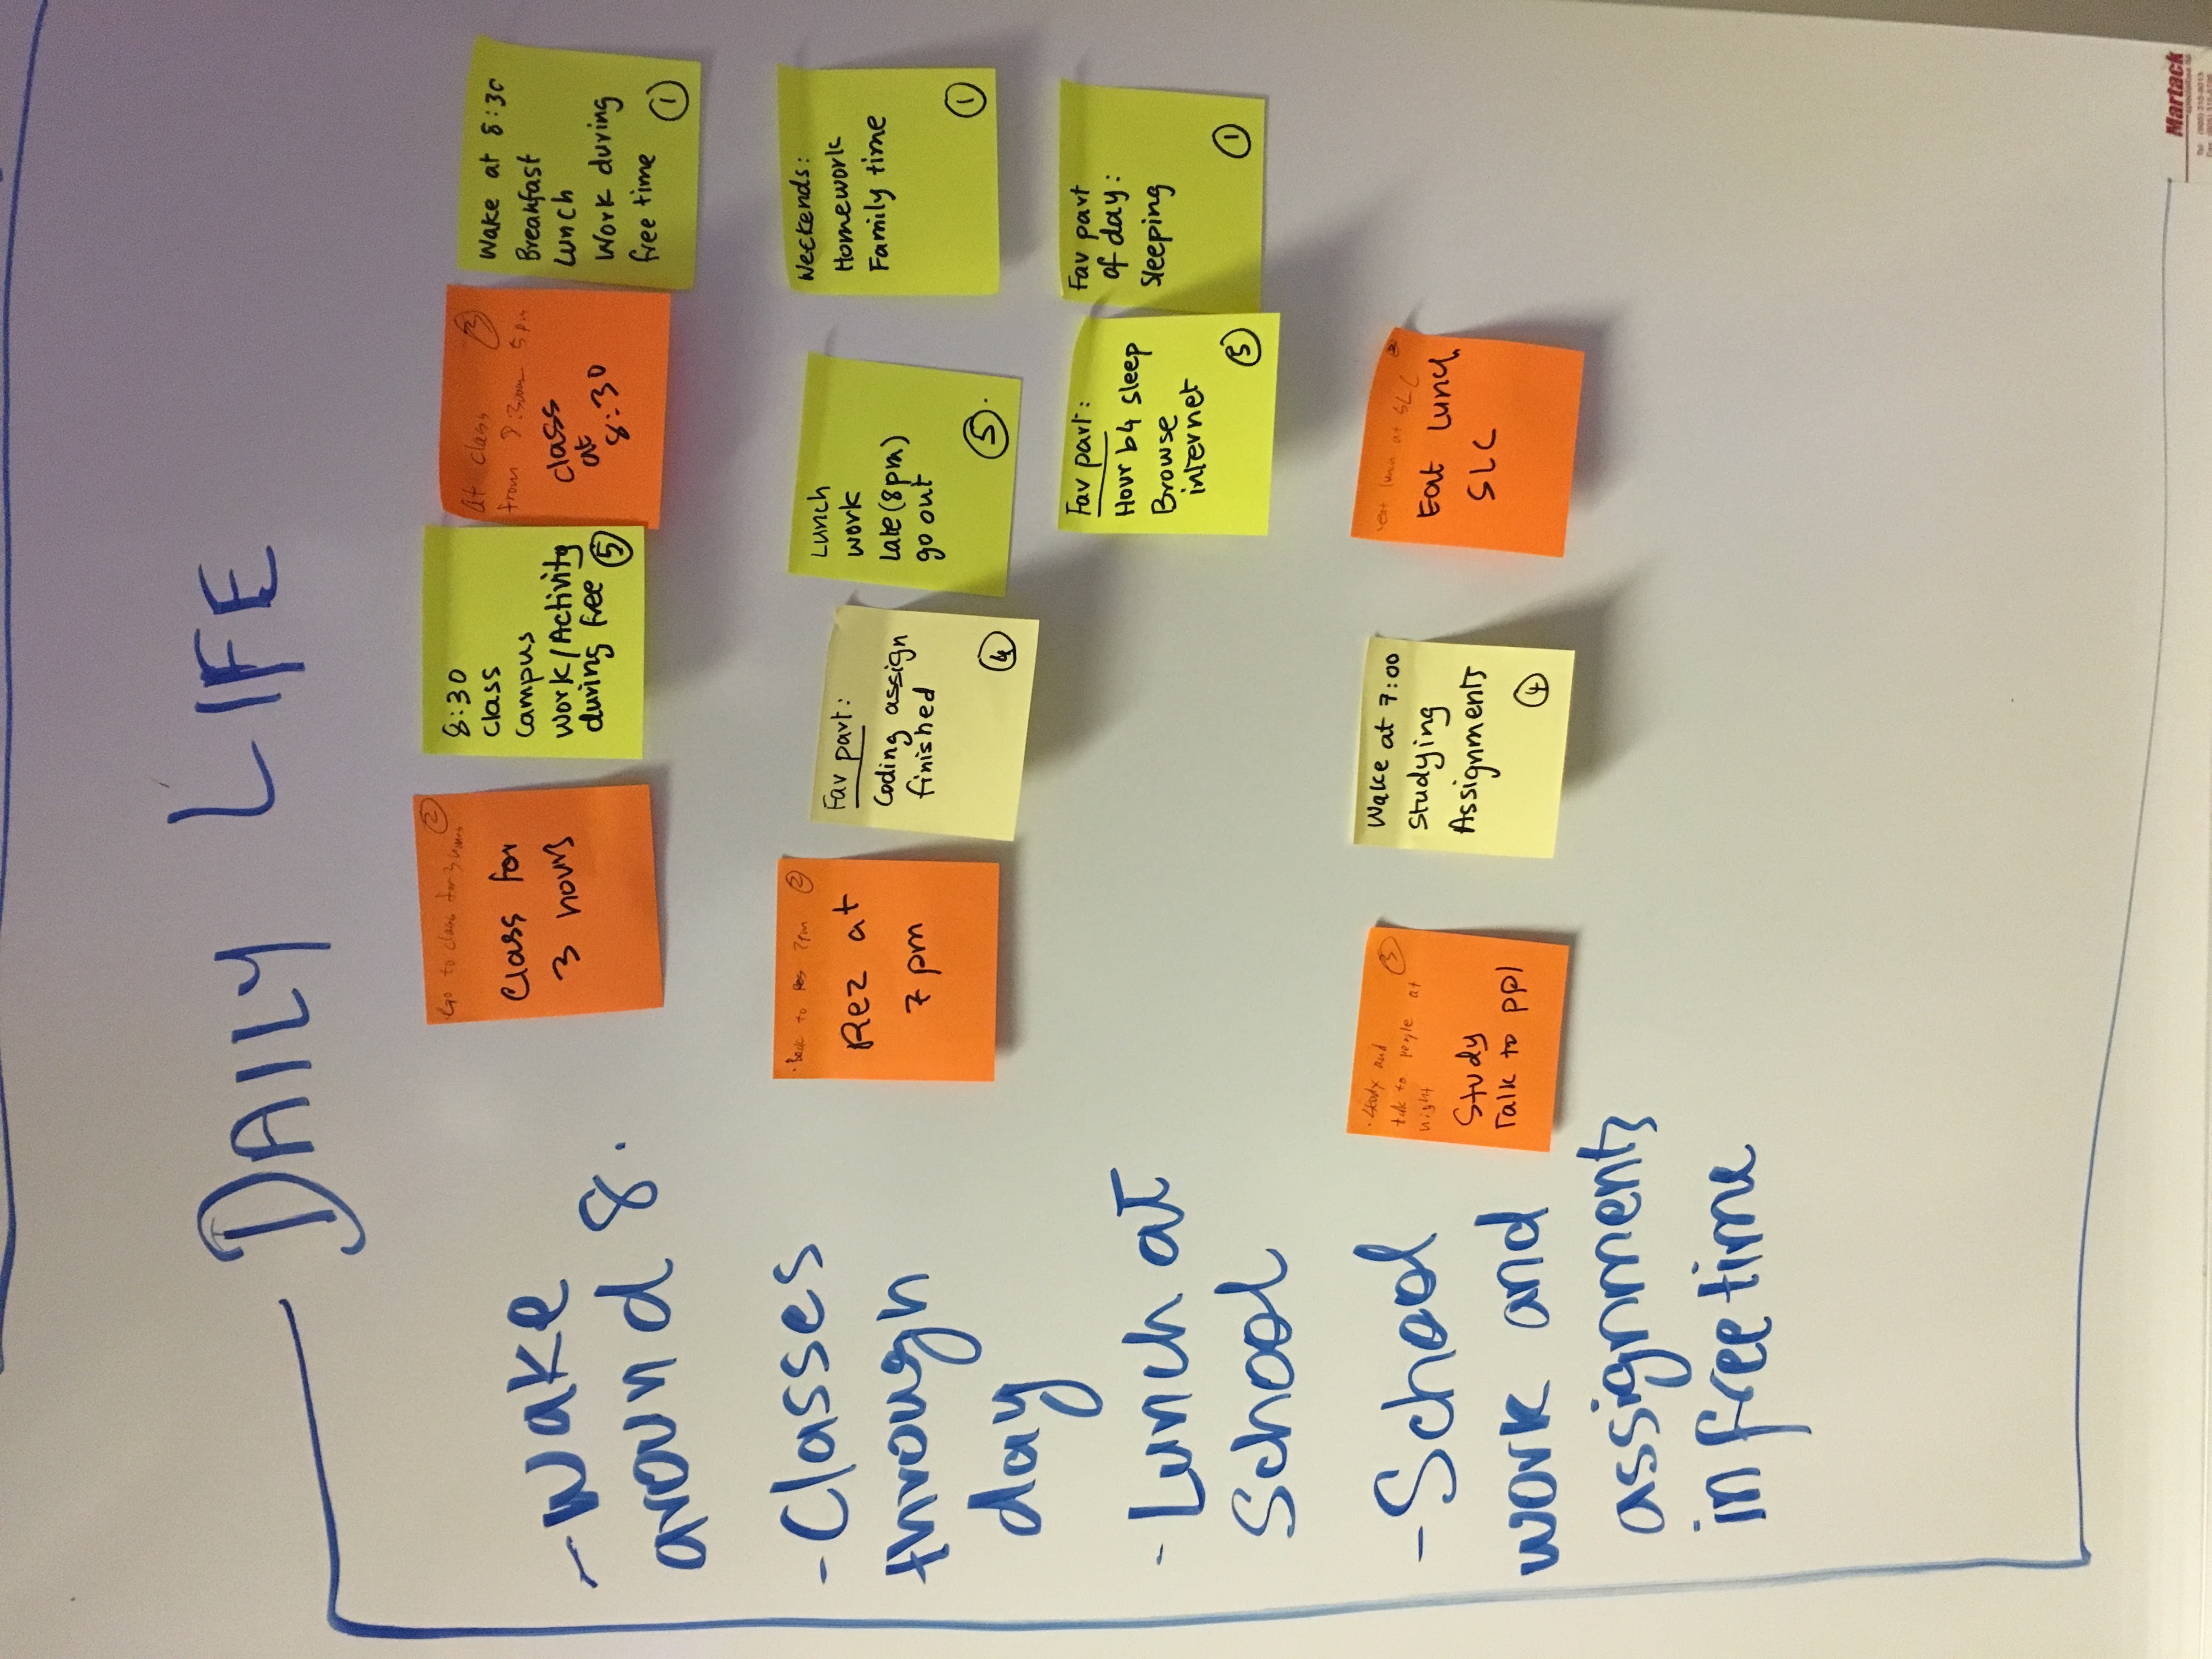 DAILY LIFE
- Wake
around 8.
- Classes
through
day
- Lunch at
School
- School
work and
assignments
in free time
Go to class for 3 hours
2
Class for
3 hours
8:30
Class
Campus
Work/Activity
during free
5
At class
3
from 8:30am 5pm
class
at
8:30
Wake at 8:30
Breakfast
Lunch
Work during
free time
1
· Back to Res 7pm
2
Rez at
7 pm
Fav part:
Coding assign
finished
4
Lunch
work
Late (8pm)
go out
5
Weekends:
Homework
Family time
1
Fav part:
Hour b4 sleep
Browse
internet
5
Fav part
of day:
Sleeping
1
· Study and
talk to people at
night
3
Study
Talk to ppl
Wake at 7:00
Studying
Assignments
4
eat lunch at SLC
Eat Lunch
SLC
Martack